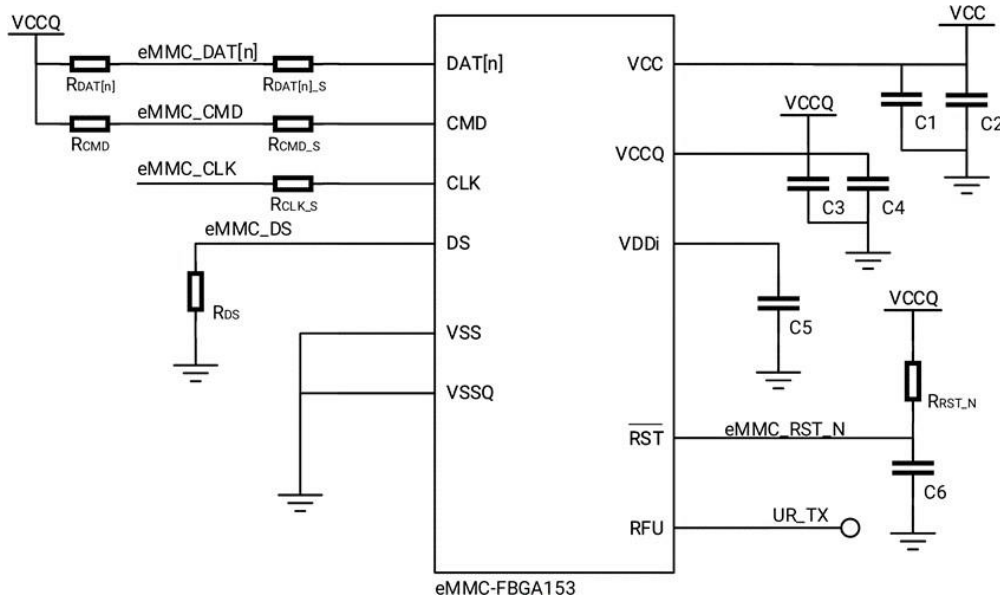 VCCQ
eMMC_DAT[n]
RDAT[n]
RDAT[n]_S
DAT[n]
eMMC_CMD
RCMD
RCMD_S
CMD
eMMC_CLK
RCLK_S
CLK
eMMC_DS
RDS
DS
VSS
VSSQ
VCC
VCC
C1
C2
VCCQ
VCCQ
C3
C4
VDDi
C5
VCCQ
RRST_N
RST
eMMC_RST_N
C6
RFU
UR_TX
eMMC-FBGA153